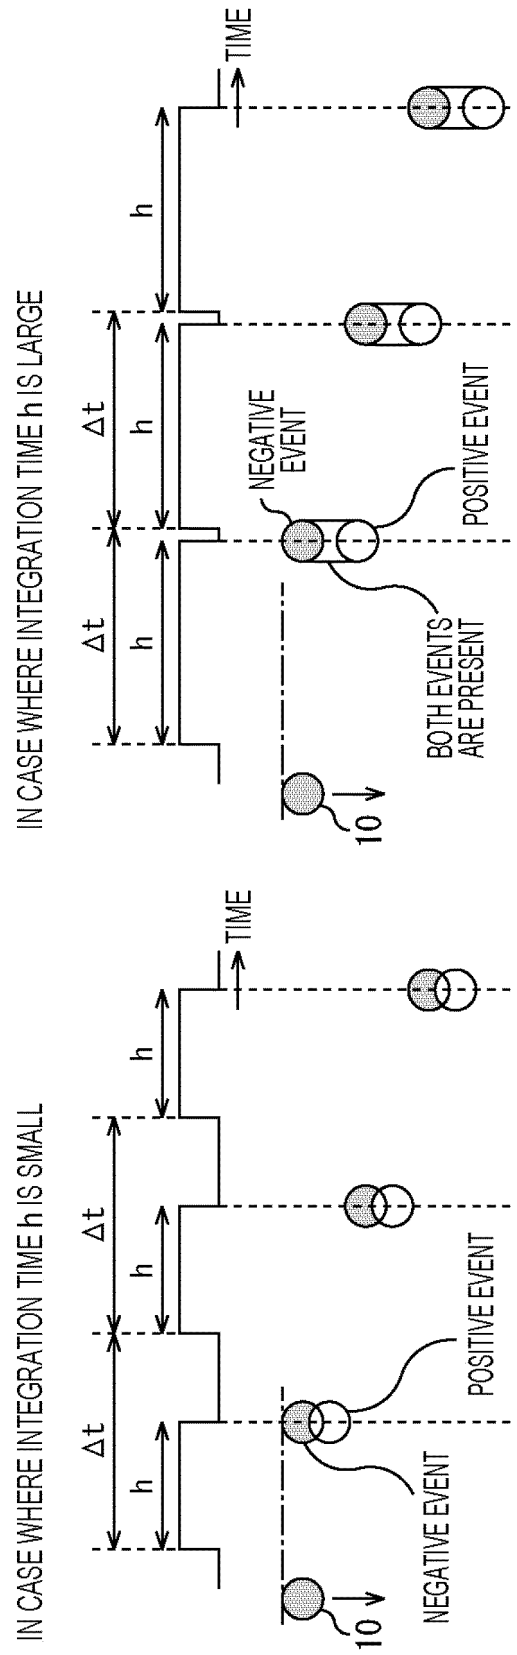 IN CASE WHERE INTEGRATION TIME h IS SMALL
Δt
Δt
h
h
h
TIME
10
NEGATIVE EVENT
POSITIVE EVENT
IN CASE WHERE INTEGRATION TIME h IS LARGE
Δt
Δt
h
h
h
TIME
10
NEGATIVE
EVENT
BOTH EVENTS
ARE PRESENT
POSITIVE EVENT